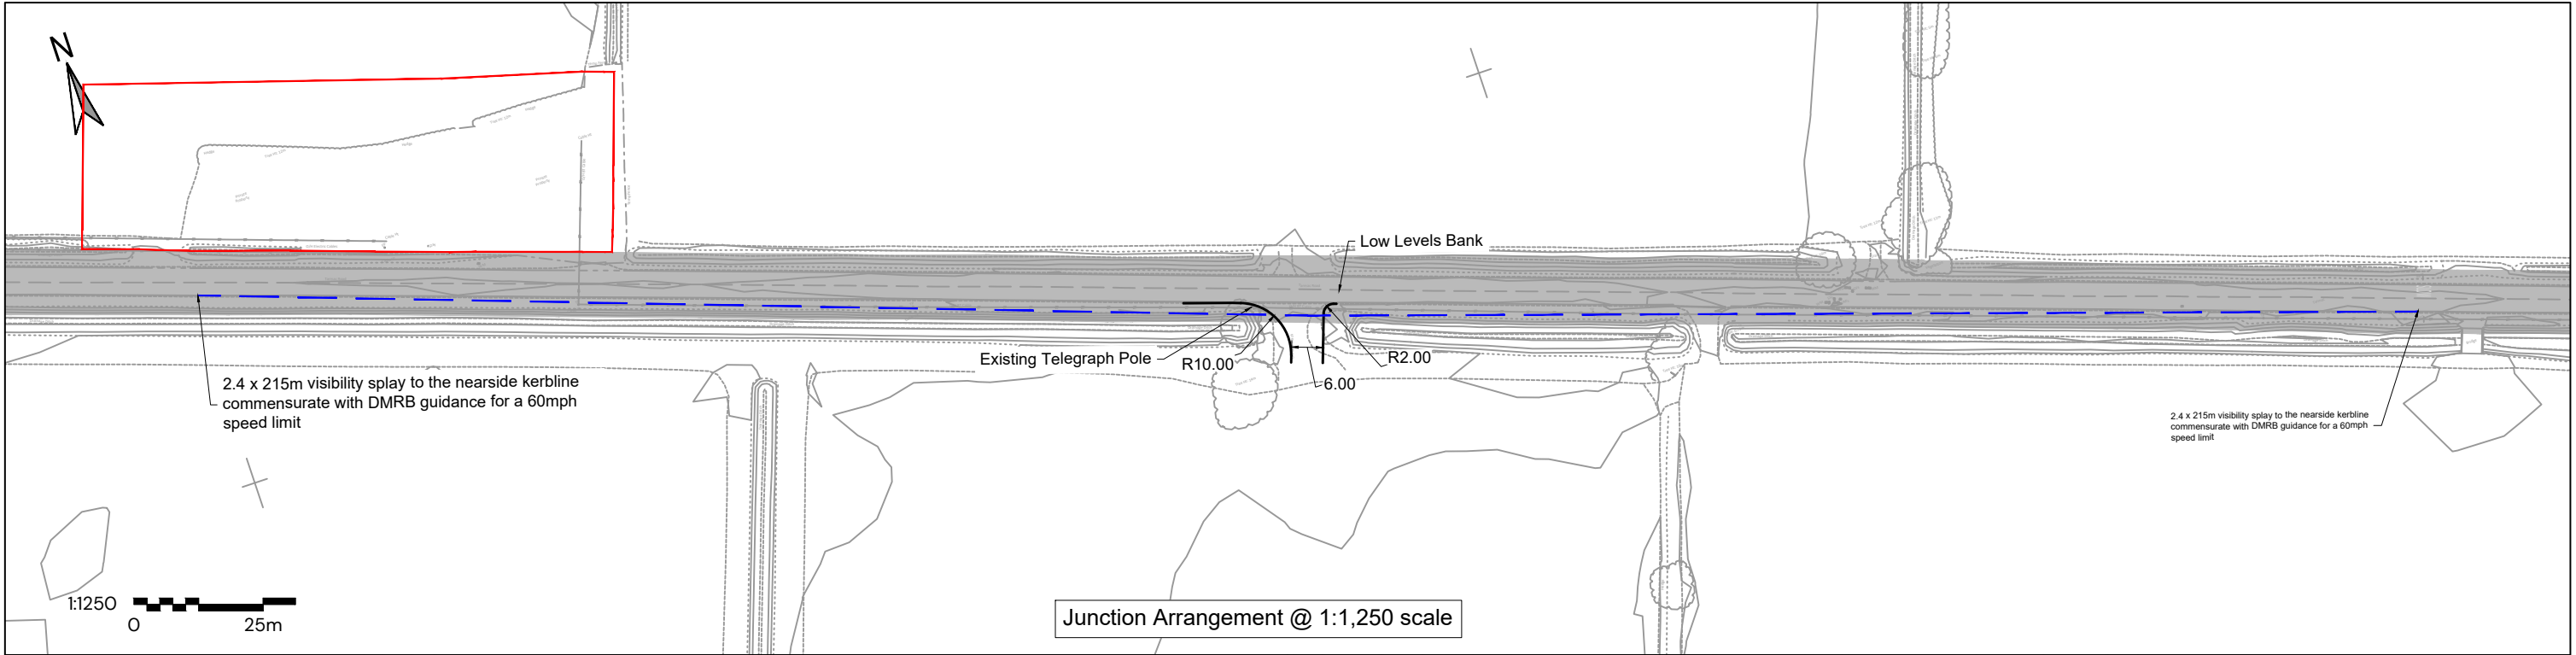 N
Low Levels Bank
Existing Telegraph Pole
R10.00
R2.00
6.00
2.4 x 215m visibility splay to the nearside kerbline
commensurate with DMRB guidance for a 60mph
speed limit
2.4 x 215m visibility splay to the nearside kerbline
commensurate with DMRB guidance for a 60mph
speed limit
1:1250
0
25m
Junction Arrangement @ 1:1,250 scale